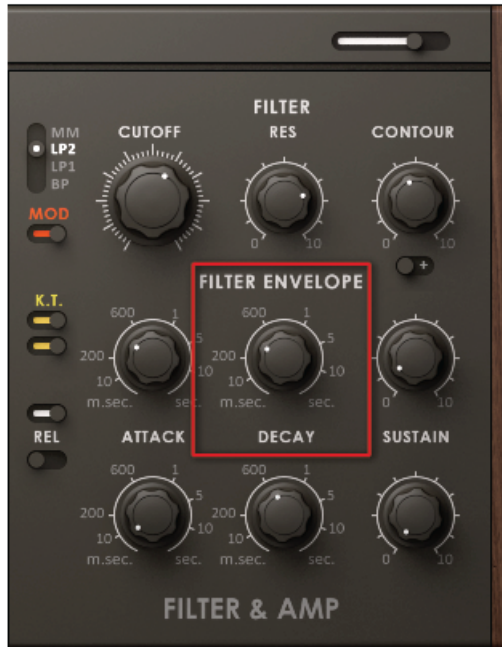 FILTER
MM
LP2
LP1
BP
CUTOFF
RES
CONTOUR
MOD
0 10
0 10
+
FILTER ENVELOPE
K.T.
600 1
200 5
10 10
m.sec. sec.
600 1
200 5
10 10
m.sec. sec.
0 10
REL
ATTACK
DECAY
SUSTAIN
600 1
200 5
10 10
m.sec. sec.
600 1
200 5
10 10
m.sec. sec.
0 10
FILTER & AMP